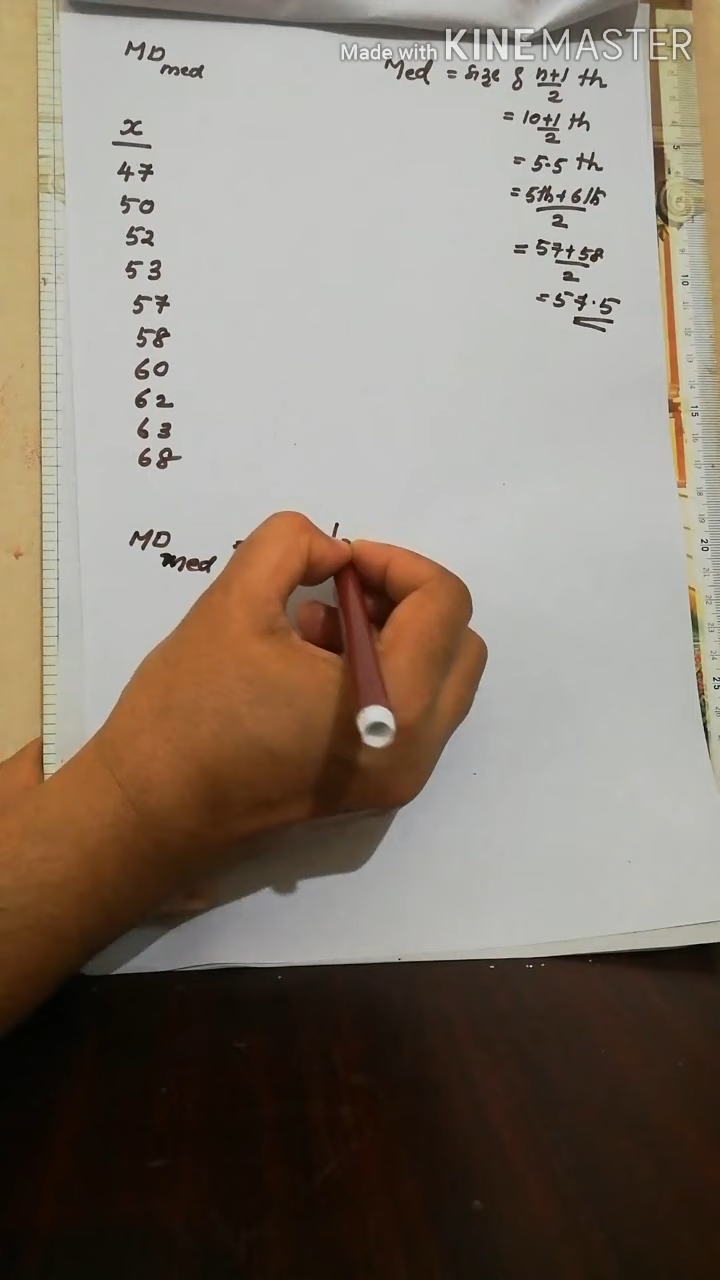 Made with KINEMASTER
MD med
Med = size of n+1/2 th
= 10+1/2 th
= 5.5 th
= 5th+6th/2
= 57+58/2
= 57.5
x
47
50
52
53
57
58
60
62
63
68
MD med =